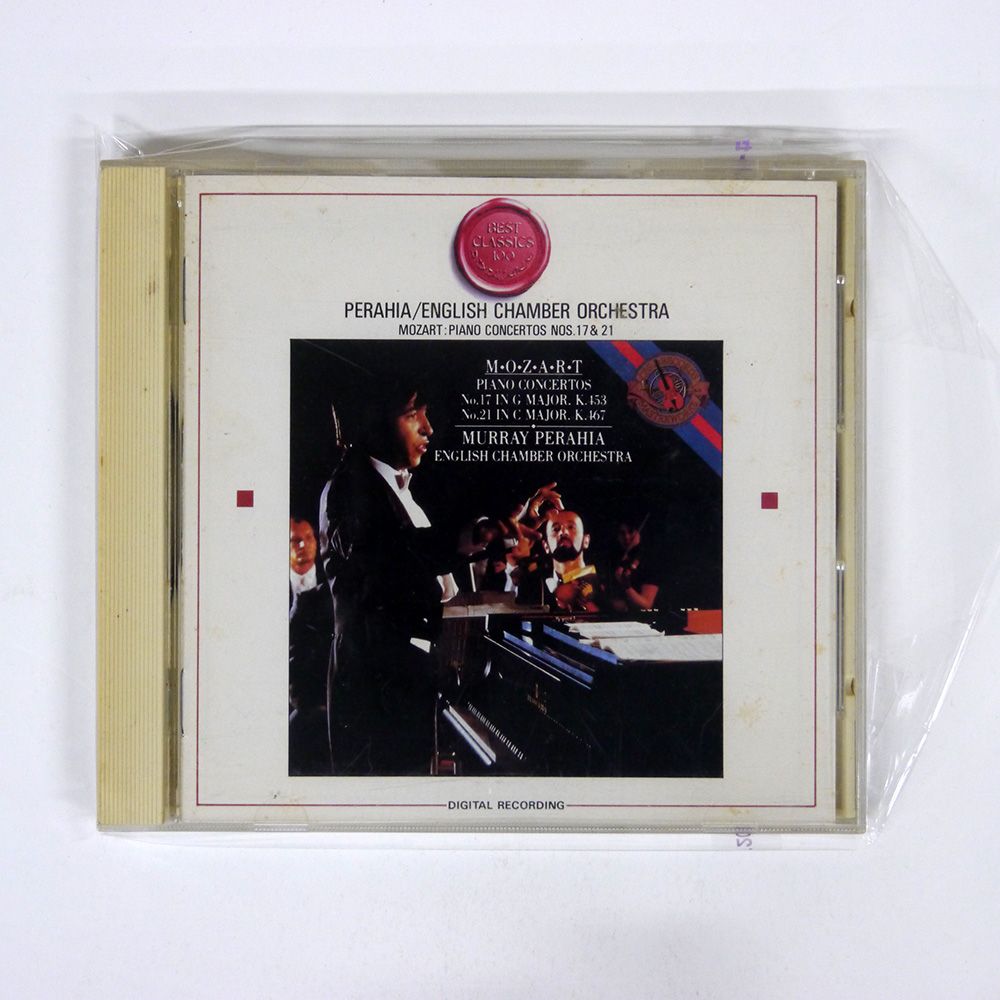 BEST
CLASSICS
100
PERAHIA/ENGLISH CHAMBER ORCHESTRA
MOZART:PIANO CONCERTOS NOS.17 & 21
M•O•Z•A•R•T
PIANO CONCERTOS
No.17 IN G MAJOR, K.453
No.21 IN C MAJOR, K.467
MURRAY PERAHIA
ENGLISH CHAMBER ORCHESTRA
MASTERWORKS
DIGITAL RECORDING